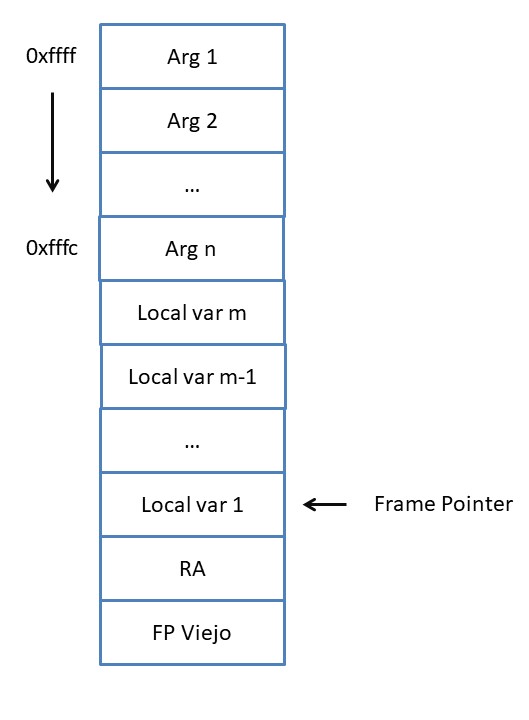 0xffff
Arg 1
Arg 2
...
0xfffc
Arg n
Local var m
Local var m-1
...
Local var 1
Frame Pointer
RA
FP Viejo